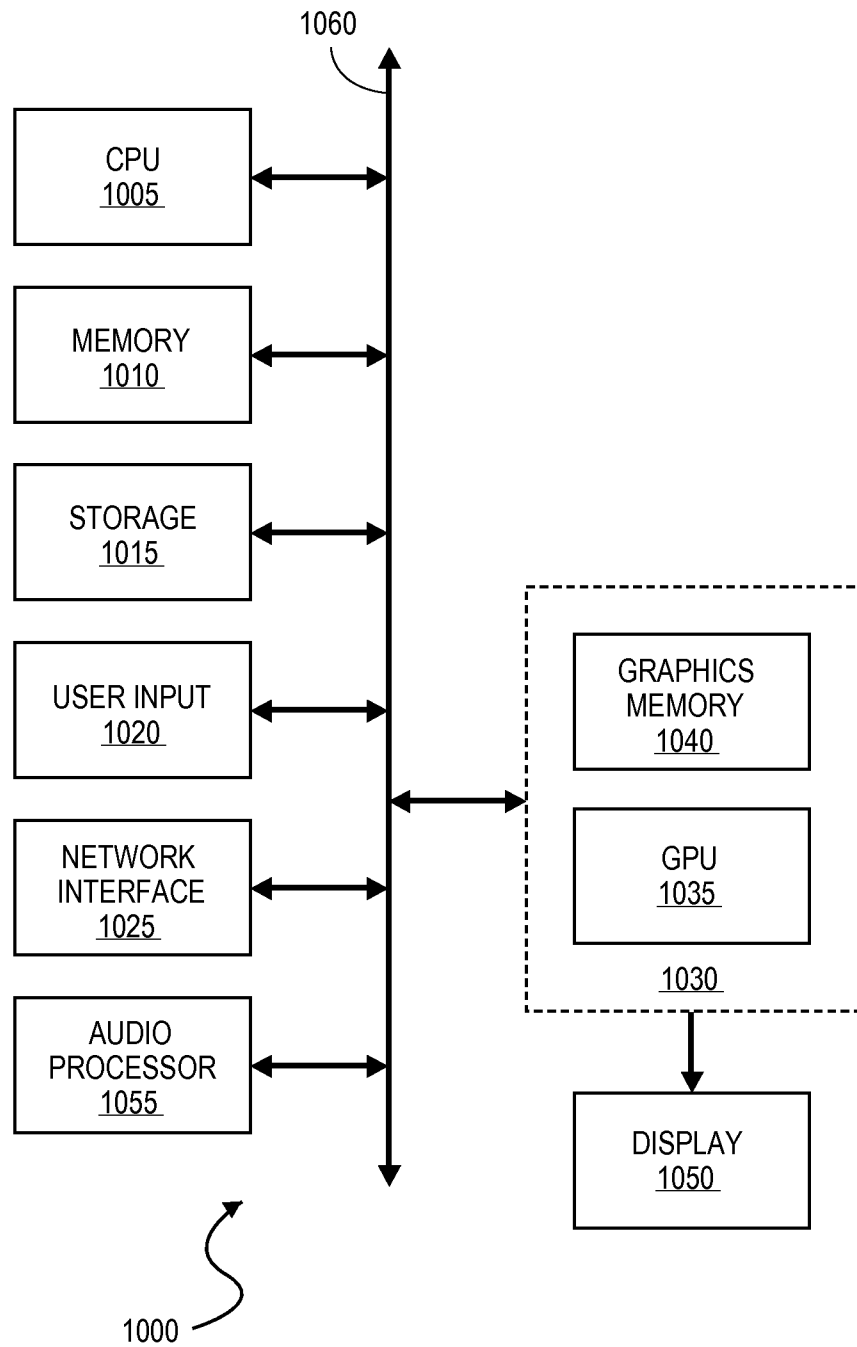 1060
CPU
1005
MEMORY
1010
STORAGE
1015
USER INPUT
1020
NETWORK
INTERFACE
1025
AUDIO
PROCESSOR
1055
GRAPHICS
MEMORY
1040
GPU
1035
1030
DISPLAY
1050
1000